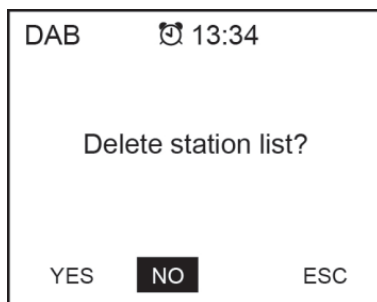 DAB 13:34
Delete station list?
YES NO ESC